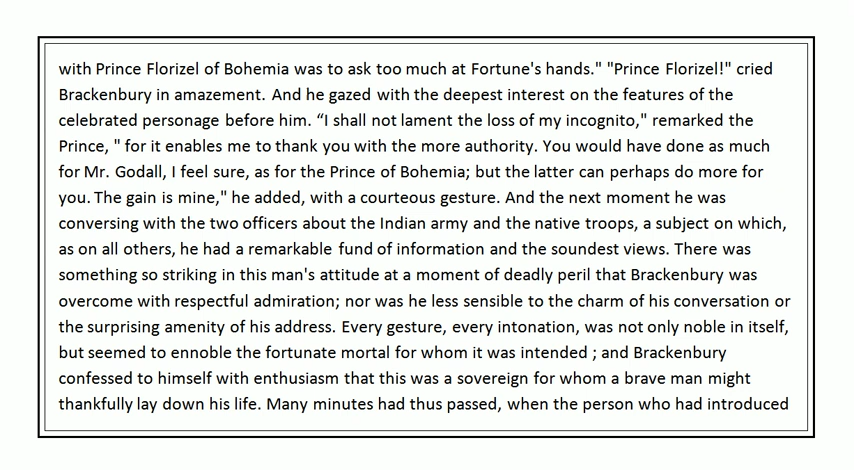 with Prince Florizel of Bohemia was to ask too much at Fortune's hands." "Prince Florizel!" cried
Brackenbury in amazement. And he gazed with the deepest interest on the features of the
celebrated personage before him. “I shall not lament the loss of my incognito," remarked the
Prince, " for it enables me to thank you with the more authority. You would have done as much
for Mr. Godall, I feel sure, as for the Prince of Bohemia; but the latter can perhaps do more for
you. The gain is mine," he added, with a courteous gesture. And the next moment he was
conversing with the two officers about the Indian army and the native troops, a subject on which,
as on all others, he had a remarkable fund of information and the soundest views. There was
something so striking in this man's attitude at a moment of deadly peril that Brackenbury was
overcome with respectful admiration; nor was he less sensible to the charm of his conversation or
the surprising amenity of his address. Every gesture, every intonation, was not only noble in itself,
but seemed to ennoble the fortunate mortal for whom it was intended ; and Brackenbury
confessed to himself with enthusiasm that this was a sovereign for whom a brave man might
thankfully lay down his life. Many minutes had thus passed, when the person who had introduced